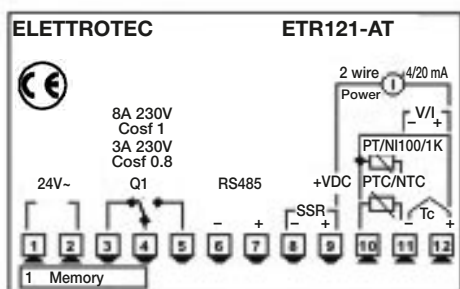 ELETTROTEC ETR121-AT
CE
2 wire 4/20 mA
Power I
8A 230V
Cosf 1
3A 230V
Cosf 0.8
V/I
− +
PT/NI100/1K
24V~ Q1 RS485 +VDC PTC/NTC
SSR Tc
− + − + − +
1 2 3 4 5 6 7 8 9 10 11 12
1 Memory